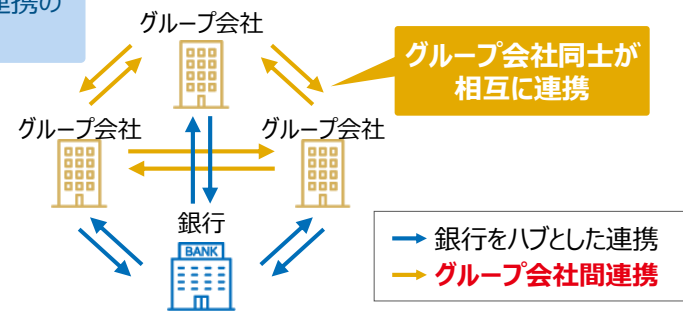 連携の
グループ会社
グループ会社同士が
相互に連携
グループ会社
グループ会社
銀行
BANK
銀行をハブとした連携
グループ会社間連携